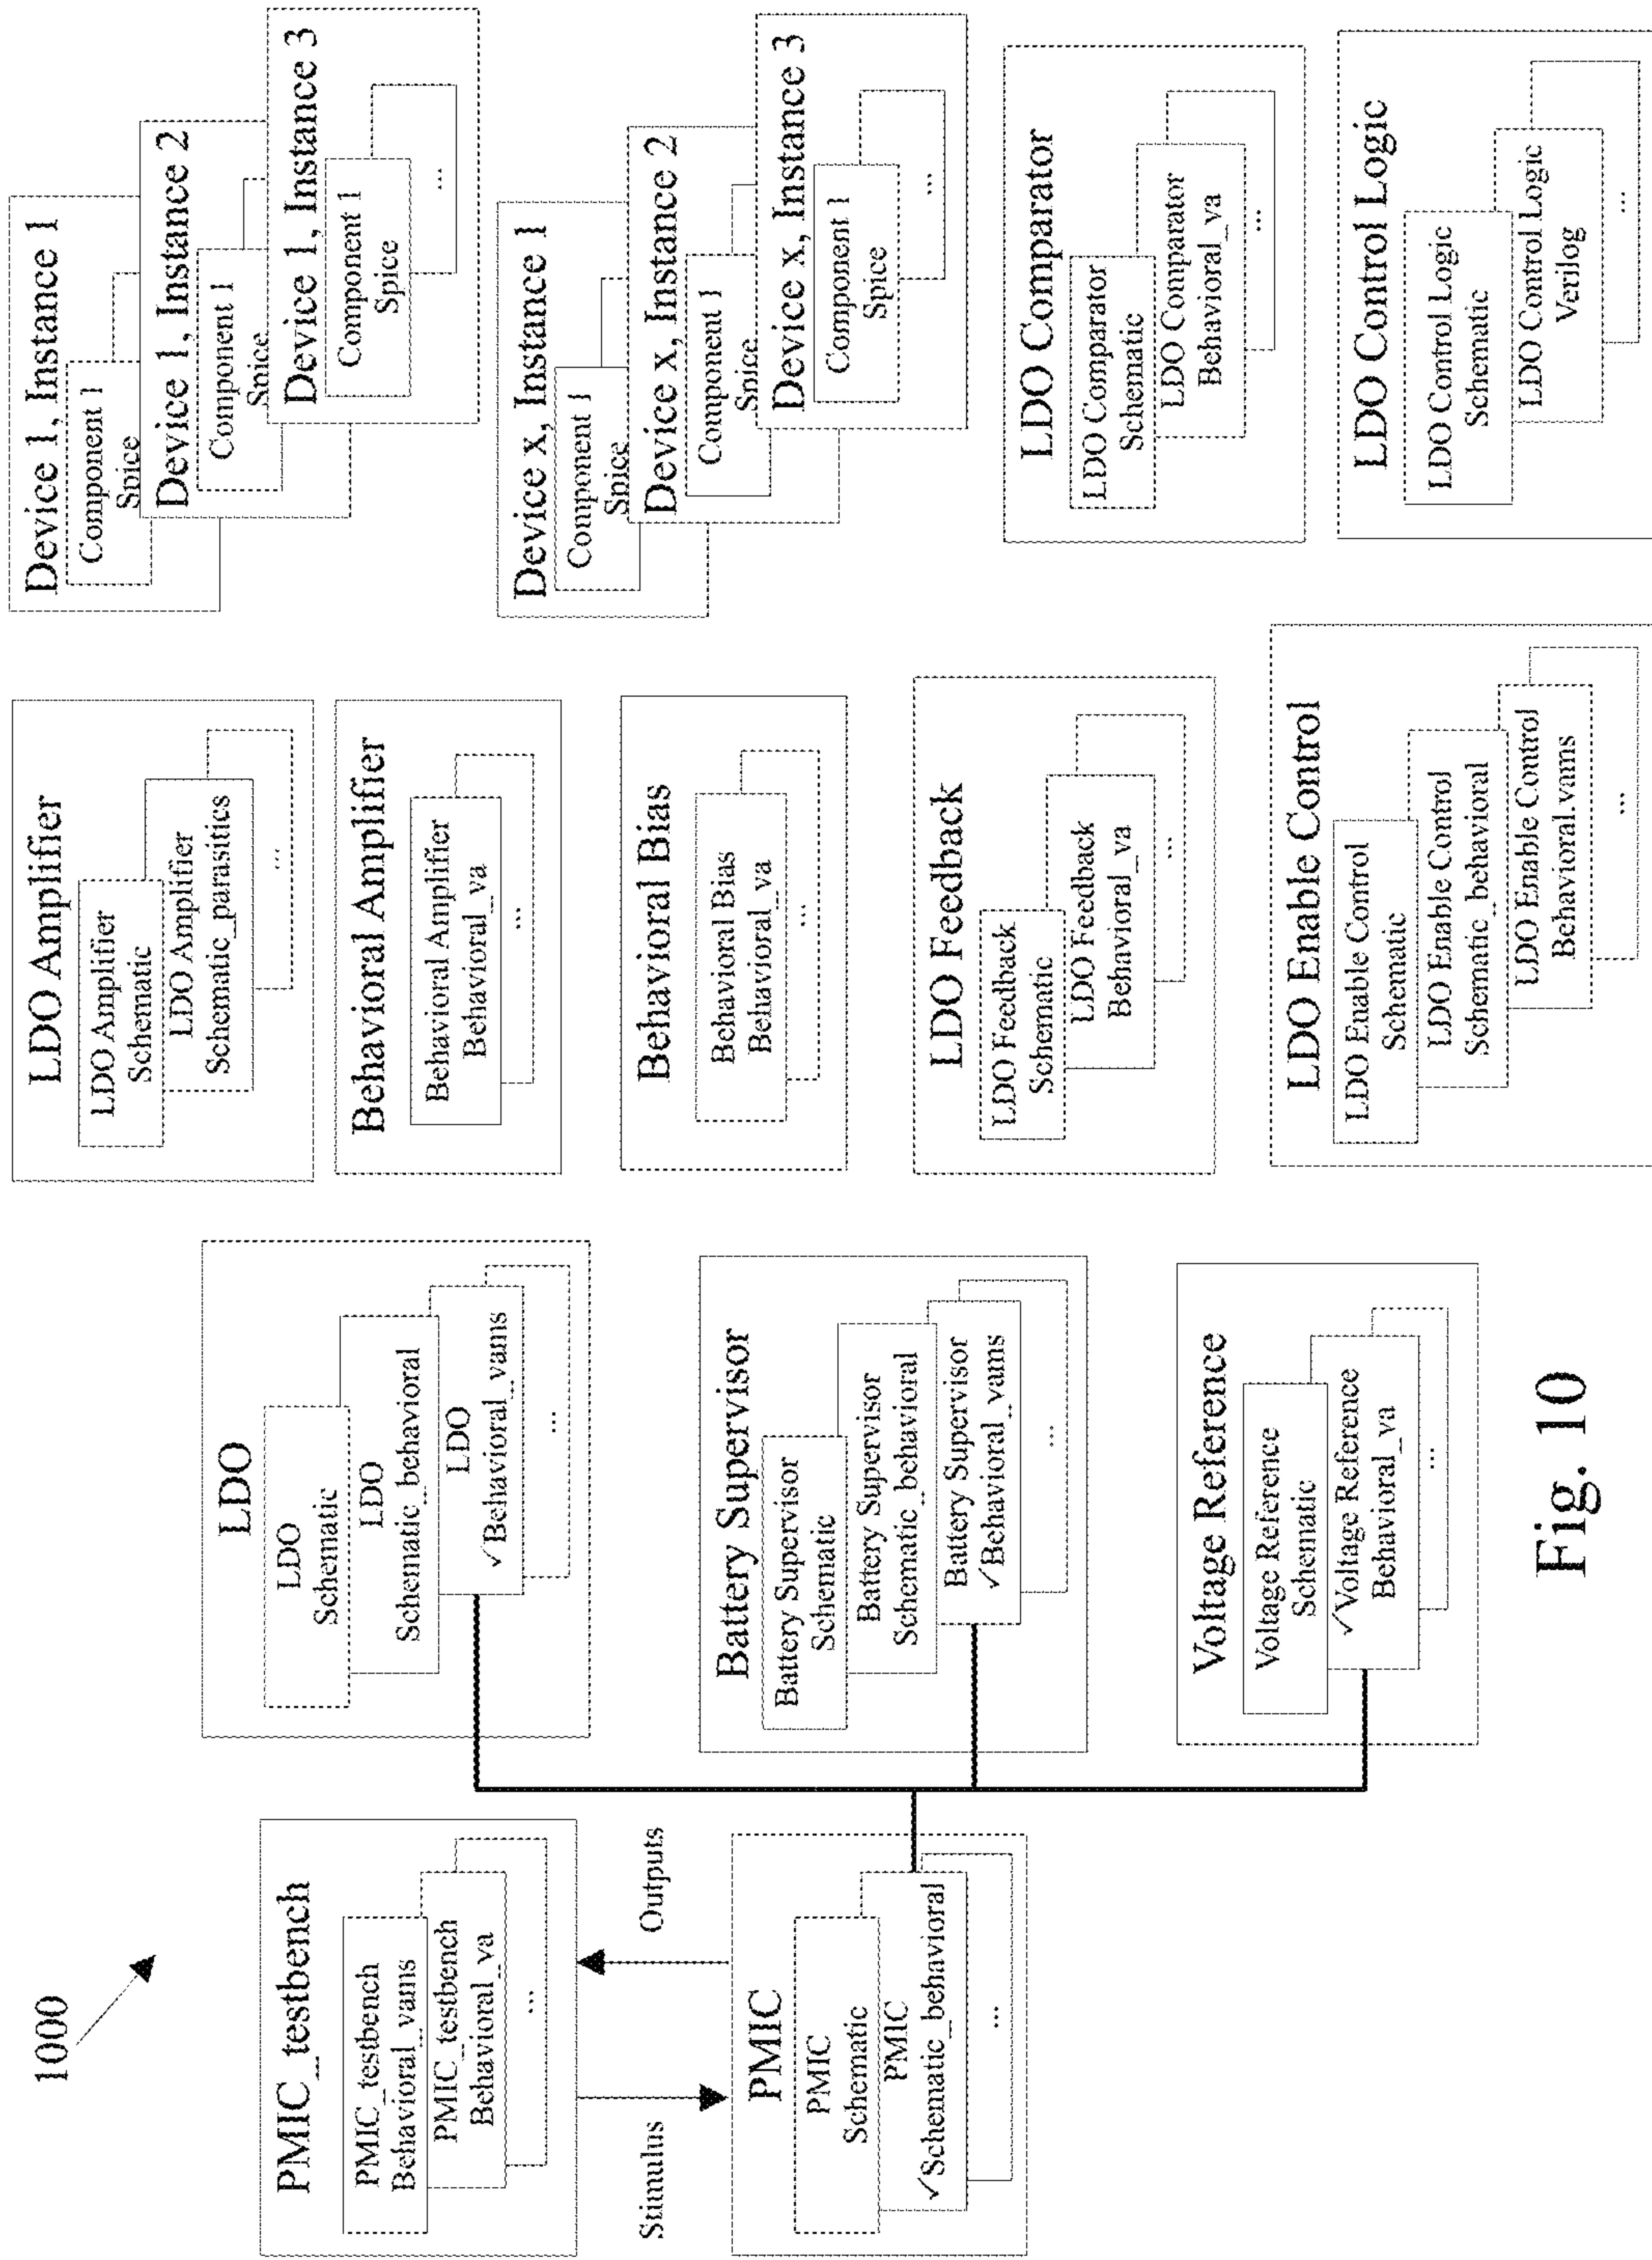 1000
PMIC_testbench
PMIC_testbench
Behavioral_vams
PMIC_testbench
Behavioral_va
...
Stimulus
Outputs
PMIC
PMIC
Schematic
PMIC
✓Schematic_behavioral
...
LDO
LDO
Schematic
LDO
Schematic_behavioral
LDO
✓Behavioral_vams
...
Battery Supervisor
Battery Supervisor
Schematic
Battery Supervisor
Schematic_behavioral
Battery Supervisor
✓Behavioral_vams
...
Voltage Reference
Voltage Reference
Schematic
✓Voltage Reference
Behavioral_va
...
LDO Amplifier
LDO Amplifier
Schematic
LDO Amplifier
Schematic_parasitics
...
Behavioral Amplifier
Behavioral Amplifier
Behavioral_va
...
Behavioral Bias
Behavioral Bias
Behavioral_va
...
LDO Feedback
LDO Feedback
Schematic
LDO Feedback
Behavioral_va
...
LDO Enable Control
LDO Enable Control
Schematic
LDO Enable Control
Schematic_behavioral
LDO Enable Control
Behavioral.vams
...
Device 1, Instance 1
Component 1
Spice
Device 1, Instance 2
Component 1
Spice
Device 1, Instance 3
Component 1
Spice
...
Device x, Instance 1
Component 1
Spice
Device x, Instance 2
Component 1
Spice
Device x, Instance 3
Component 1
Spice
...
LDO Comparator
LDO Comparator
Schematic
LDO Comparator
Behavioral_va
...
LDO Control Logic
LDO Control Logic
Schematic
LDO Control Logic
Verilog
...
Fig. 10